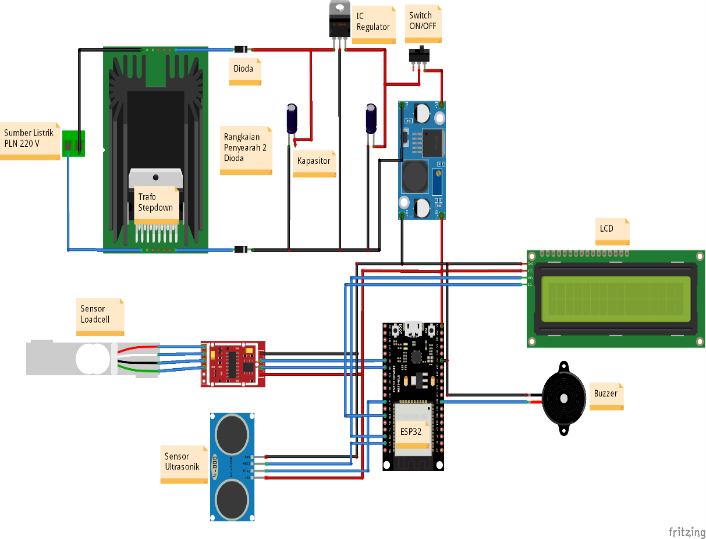 IC
Regulator
Switch
ON/OFF
Dioda
Sumber Listrik
PLN 220 V
Rangkaian
Penyearah 2
Dioda
Kapasitor
Trafo
Stepdown
LCD
Sensor
Loadcell
Buzzer
ESP32
Sensor
Ultrasonik
fritzing